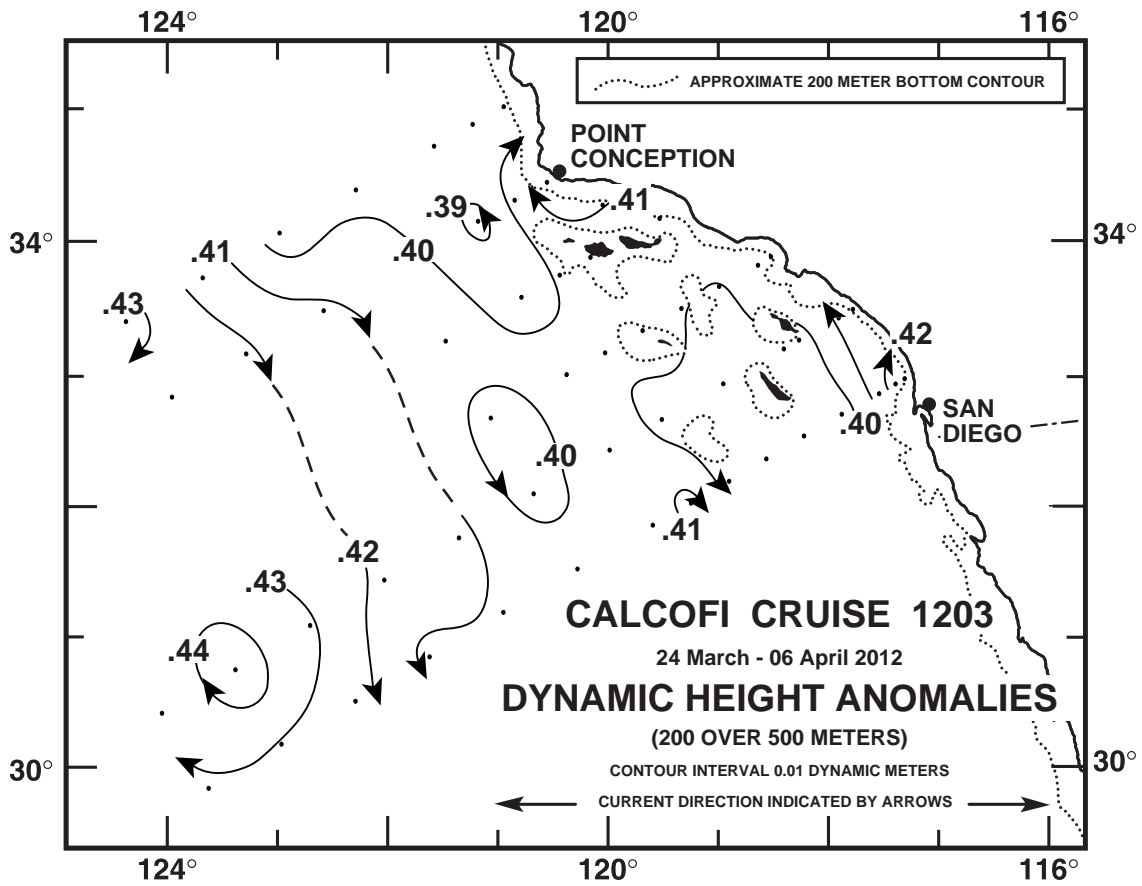 124° 120° 116°
APPROXIMATE 200 METER BOTTOM CONTOUR
POINT
CONCEPTION
.39
.41
34° .41 .40 34°
.43
.42
.40
SAN
DIEGO
.40
.41
.42
.43
CALCOFI CRUISE 1203
.44
24 March - 06 April 2012
DYNAMIC HEIGHT ANOMALIES
(200 OVER 500 METERS)
30° 30°
CONTOUR INTERVAL 0.01 DYNAMIC METERS
CURRENT DIRECTION INDICATED BY ARROWS
124° 120° 116°